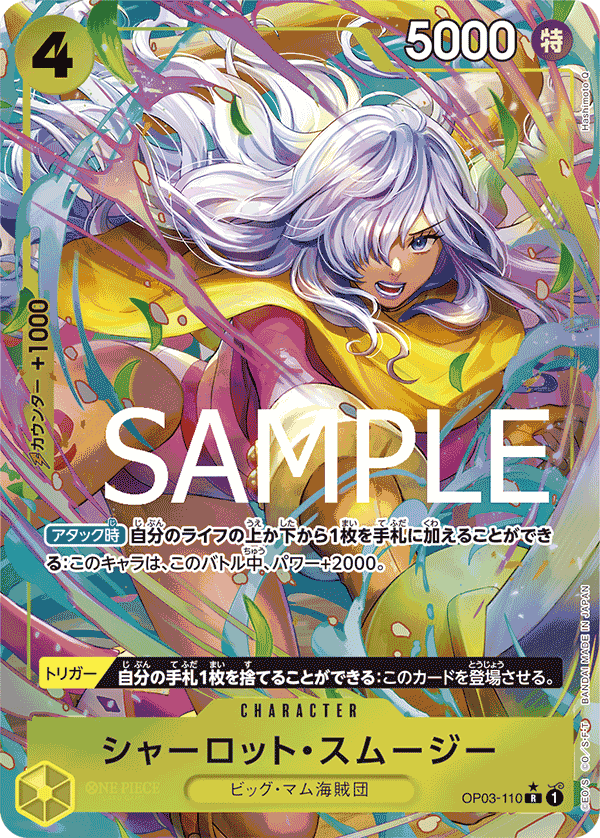 4
5000 特
Hashimoto Q
カウンター +1000
SAMPLE
アタック時 自分のライフの上か下から1枚を手札に加えることができ
る:このキャラは、このバトル中、パワー+2000。
トリガー 自分の手札1枚を捨てることができる:このカードを登場させる。
CHARACTER
シャーロット・スムージー
ONE PIECE
ビッグ・マム海賊団
OP03-110 R 1
©E.O/S. ©O/S.F.T BANDAI MADE IN JAPAN